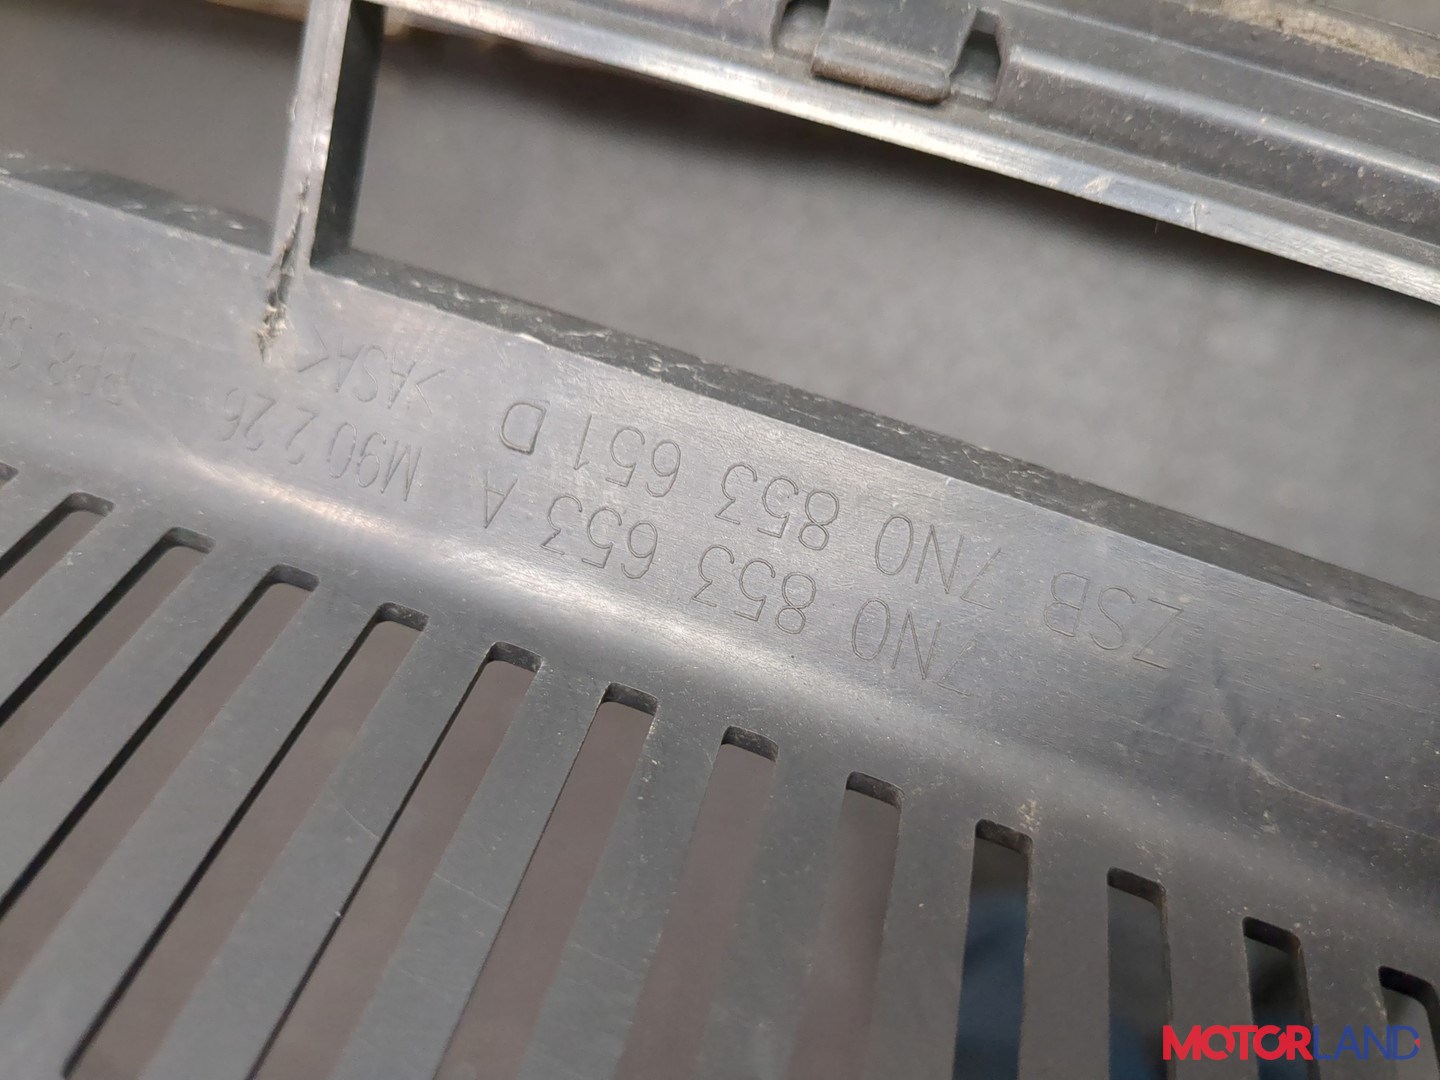 ZSB 7N0 853 651 D
7N0 853 653 A
>ASA<
M90 2 26
MOTORLAND